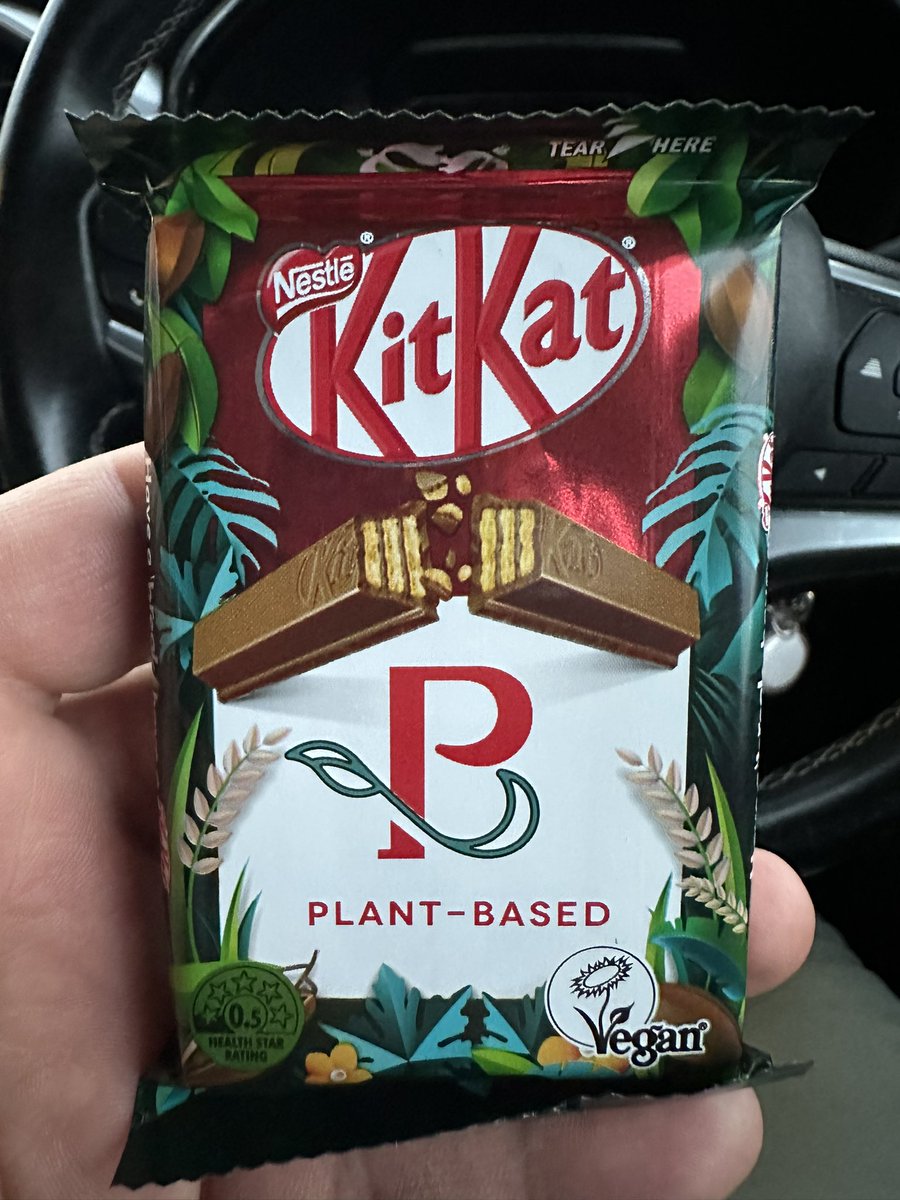 TEAR HERE
Nestlé®
KitKat®
PLANT-BASED
0.5
HEALTH STAR
RATING
Vegan®